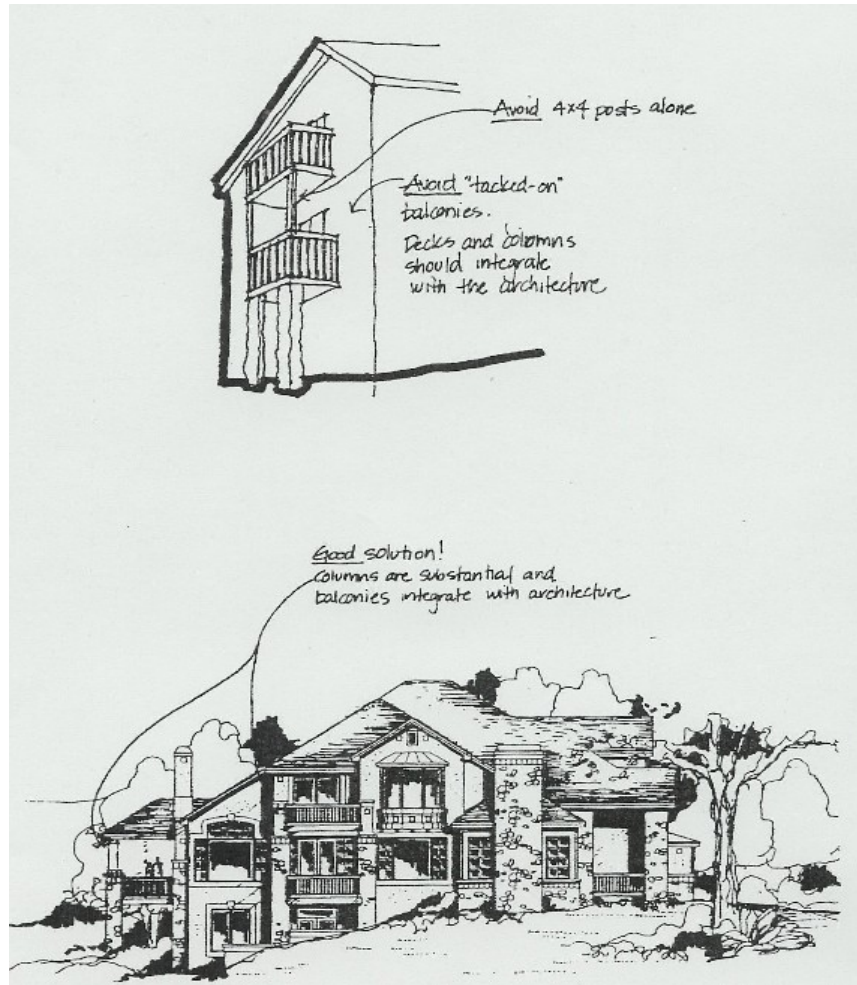 Avoid 4x4 posts alone
Avoid "tacked-on"
balconies.
Decks and columns
should integrate
with the architecture
Good solution!
Columns are substantial and
balconies integrate with architecture